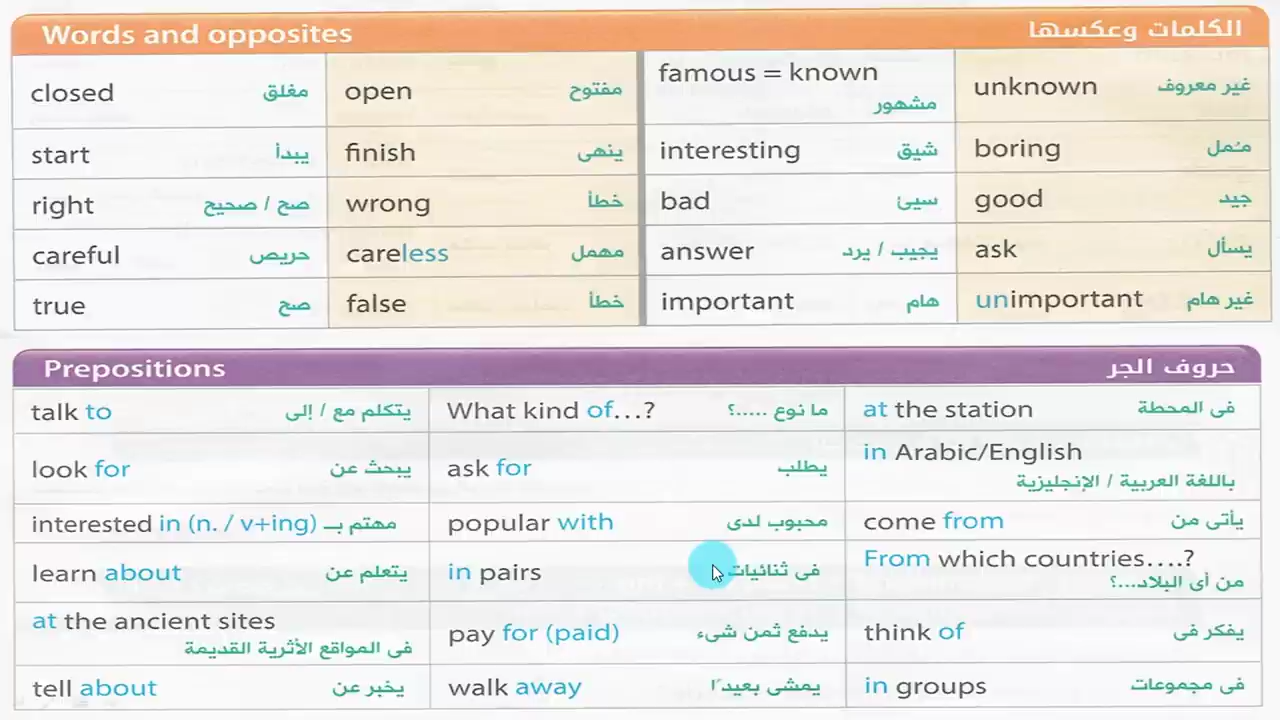 Words and opposites الكلمات وعكسها
closed مغلق open مفتوح famous = known مشهور unknown غير معروف
start يبدأ finish ينهى interesting شيق boring ممل
right صح / صحيح wrong خطأ bad سيئ good جيد
careful حريص careless مهمل answer يجيب / يرد ask يسأل
true صح false خطأ important هام unimportant غير هام
Prepositions حروف الجر
talk to يتكلم مع / إلى What kind of...? ما نوع .....؟ at the station فى المحطة
look for يبحث عن ask for يطلب in Arabic/English باللغة العربية / الإنجليزية
interested in (n. / v+ing) مهتم بـ popular with محبوب لدى come from يأتى من
learn about يتعلم عن in pairs فى ثنائيات From which countries....? من أى البلاد...؟
at the ancient sites فى المواقع الأثرية القديمة pay for (paid) يدفع ثمن شىء think of يفكر فى
tell about يخبر عن walk away يمشى بعيدًا in groups فى مجموعات